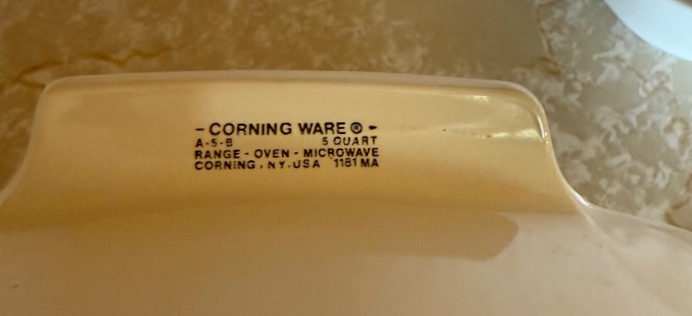 - CORNING WARE ® -
A-5-B 5 QUART
RANGE - OVEN - MICROWAVE
CORNING, NY. USA 1181 MA